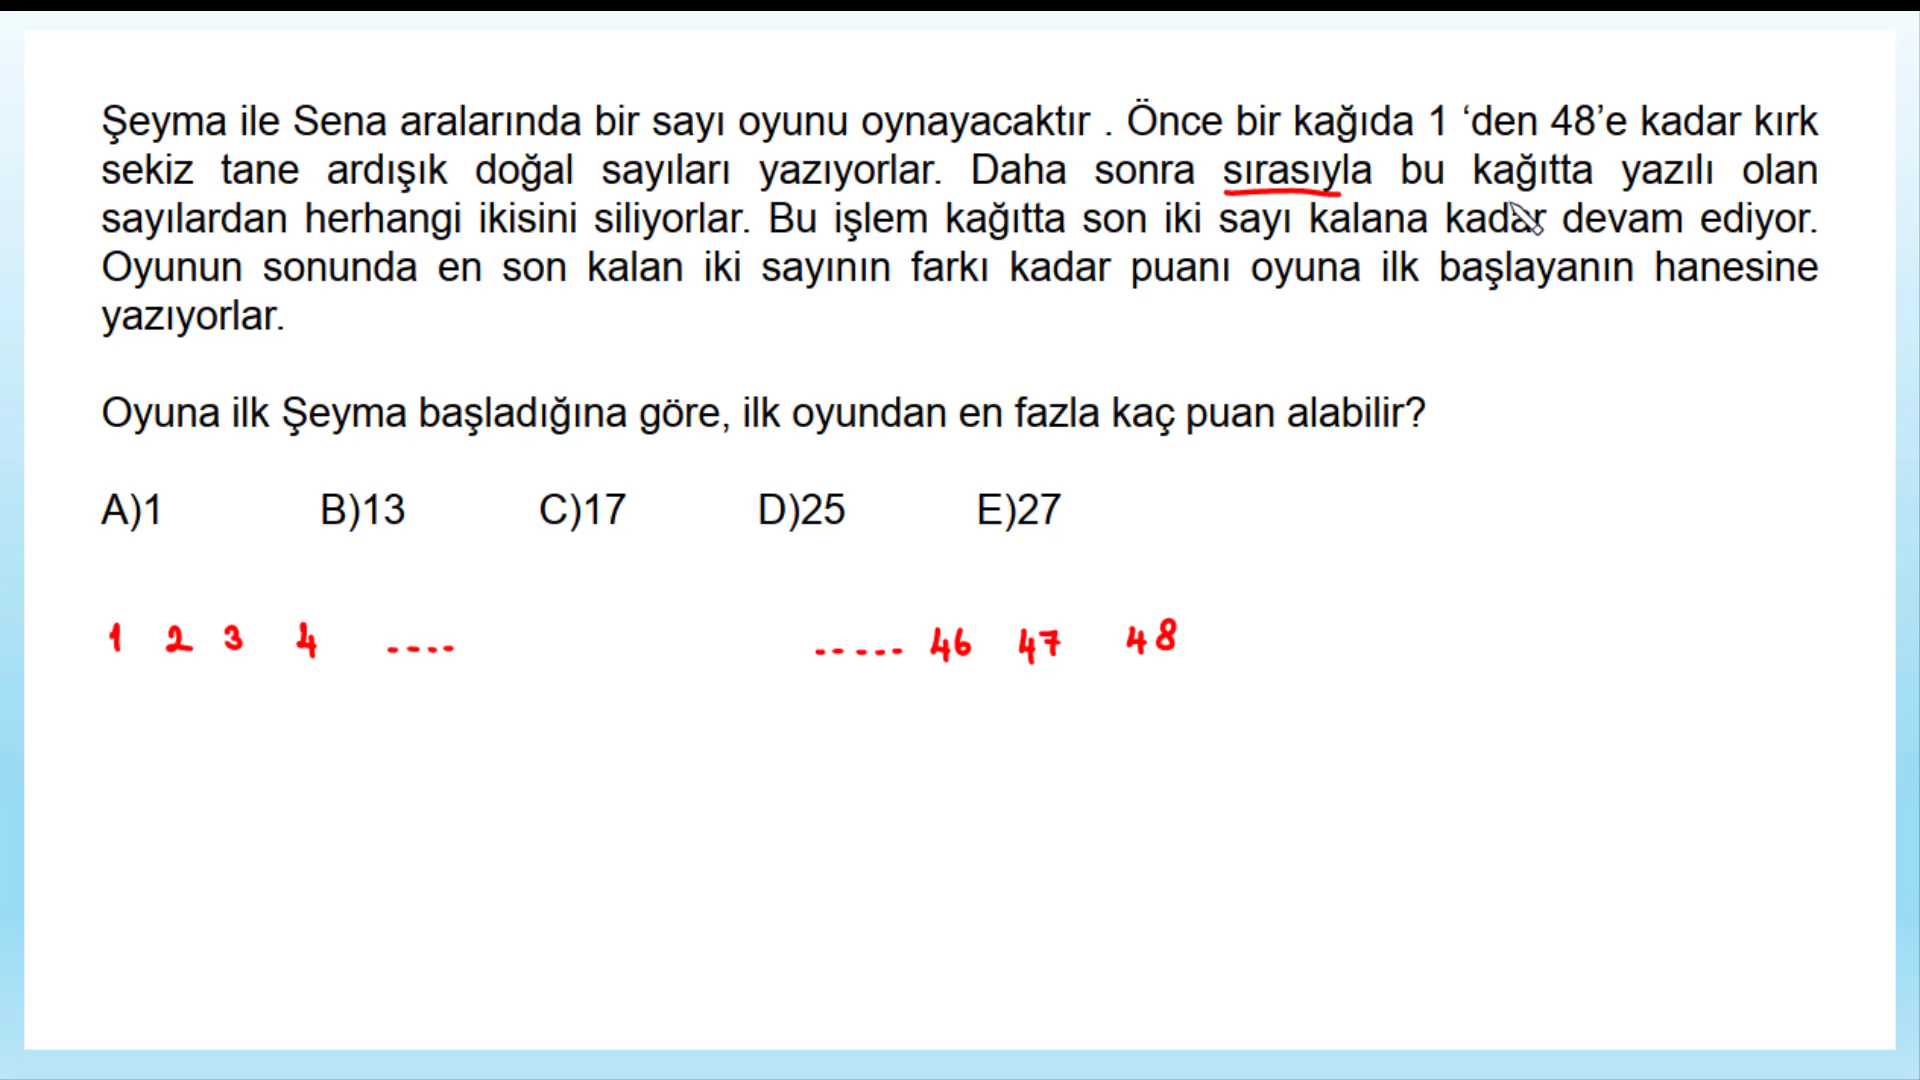 Şeyma ile Sena aralarında bir sayı oyunu oynayacaktır . Önce bir kağıda 1 ‘den 48’e kadar kırk
sekiz tane ardışık doğal sayıları yazıyorlar. Daha sonra sırasıyla bu kağıtta yazılı olan
sayılardan herhangi ikisini siliyorlar. Bu işlem kağıtta son iki sayı kalana kadar devam ediyor.
Oyunun sonunda en son kalan iki sayının farkı kadar puanı oyuna ilk başlayanın hanesine
yazıyorlar.
Oyuna ilk Şeyma başladığına göre, ilk oyundan en fazla kaç puan alabilir?
A)1 B)13 C)17 D)25 E)27
1 2 3 4 .... ..... 46 47 48